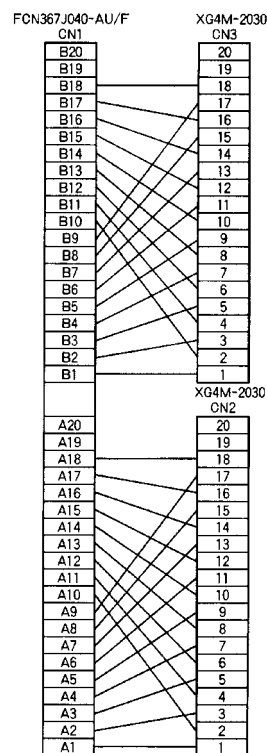 FCN367J040-AU/F XG4M-2030
CN1 CN3
B20 20
B19 19
B18 18
B17 17
B16 16
B15 15
B14 14
B13 13
B12 12
B11 11
B10 10
B9 9
B8 8
B7 7
B6 6
B5 5
B4 4
B3 3
B2 2
B1 1
XG4M-2030
CN2
A20 20
A19 19
A18 18
A17 17
A16 16
A15 15
A14 14
A13 13
A12 12
A11 11
A10 10
A9 9
A8 8
A7 7
A6 6
A5 5
A4 4
A3 3
A2 2
A1 1